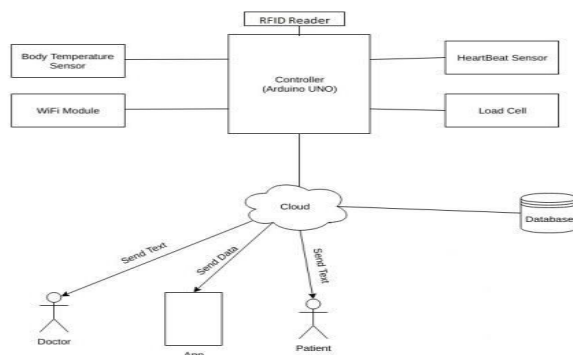 RFID Reader
Body Temperature
Sensor
Controller
(Arduino UNO)
HeartBeat Sensor
WiFi Module
Load Cell
Cloud
Database
Send Text
Send Data
Send Text
Doctor
App
Patient